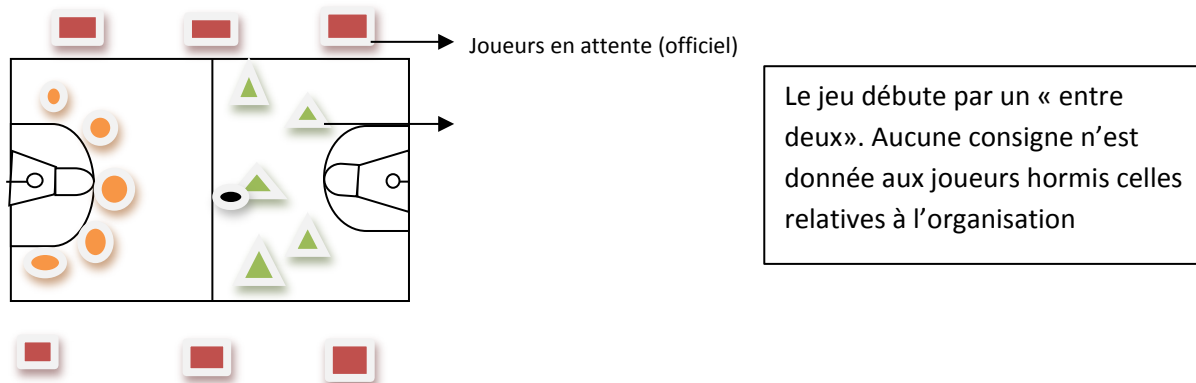 Joueurs en attente (officiel)
Le jeu débute par un « entre
deux». Aucune consigne n’est
donnée aux joueurs hormis celles
relatives à l’organisation